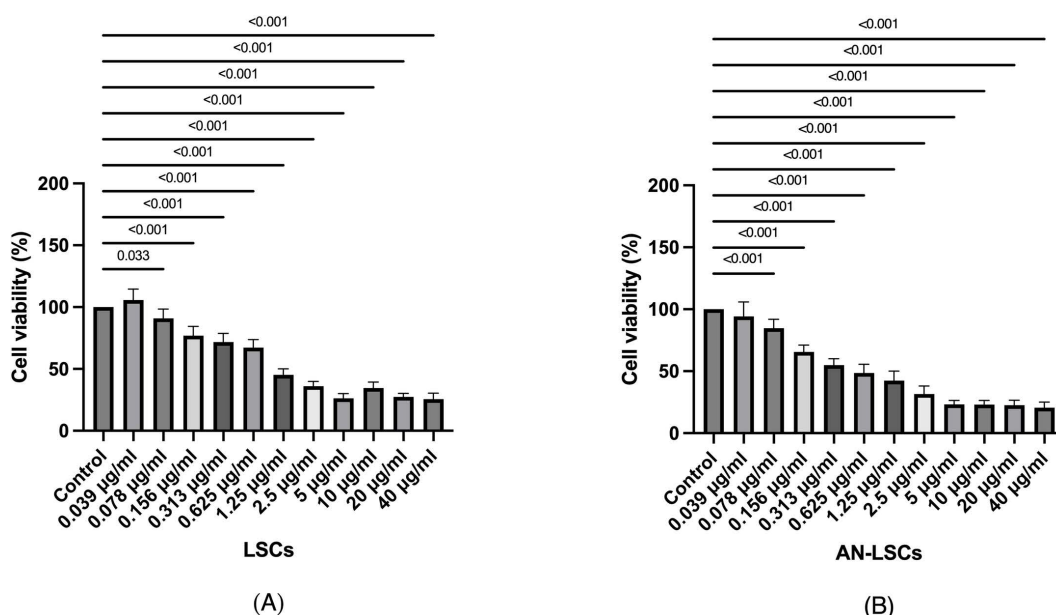 <0.001
<0.001
<0.001
<0.001
<0.001
<0.001
<0.001
<0.001
<0.001
0.033
Cell viability (%)
200
150
100
50
0
Control
0.039 µg/ml
0.078 µg/ml
0.156 µg/ml
0.313 µg/ml
0.625 µg/ml
1.25 µg/ml
2.5 µg/ml
5 µg/ml
10 µg/ml
20 µg/ml
40 µg/ml
LSCs
(A)
<0.001
<0.001
<0.001
<0.001
<0.001
<0.001
<0.001
<0.001
<0.001
<0.001
Cell viability (%)
200
150
100
50
0
Control
0.039 µg/ml
0.078 µg/ml
0.156 µg/ml
0.313 µg/ml
0.625 µg/ml
1.25 µg/ml
2.5 µg/ml
5 µg/ml
10 µg/ml
20 µg/ml
40 µg/ml
AN-LSCs
(B)